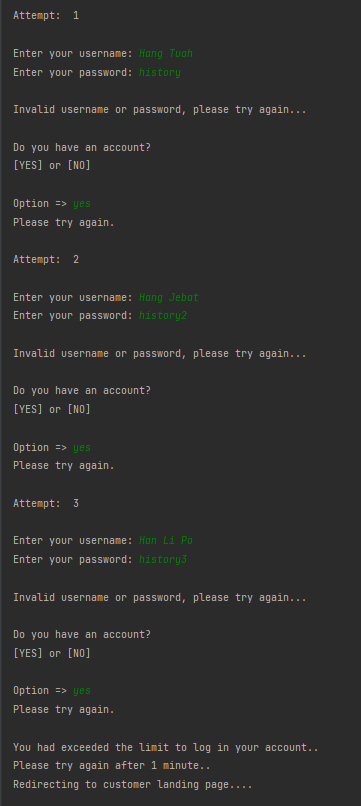 Attempt:  1
Enter your username: Hang Tuah
Enter your password: history
Invalid username or password, please try again...
Do you have an account?
[YES] or [NO]
Option => yes
Please try again.
Attempt:  2
Enter your username: Hang Jebat
Enter your password: history2
Invalid username or password, please try again...
Do you have an account?
[YES] or [NO]
Option => yes
Please try again.
Attempt:  3
Enter your username: Han Li Po
Enter your password: history3
Invalid username or password, please try again...
Do you have an account?
[YES] or [NO]
Option => yes
Please try again.
You had exceeded the limit to log in your account..
Please try again after 1 minute..
Redirecting to customer landing page....